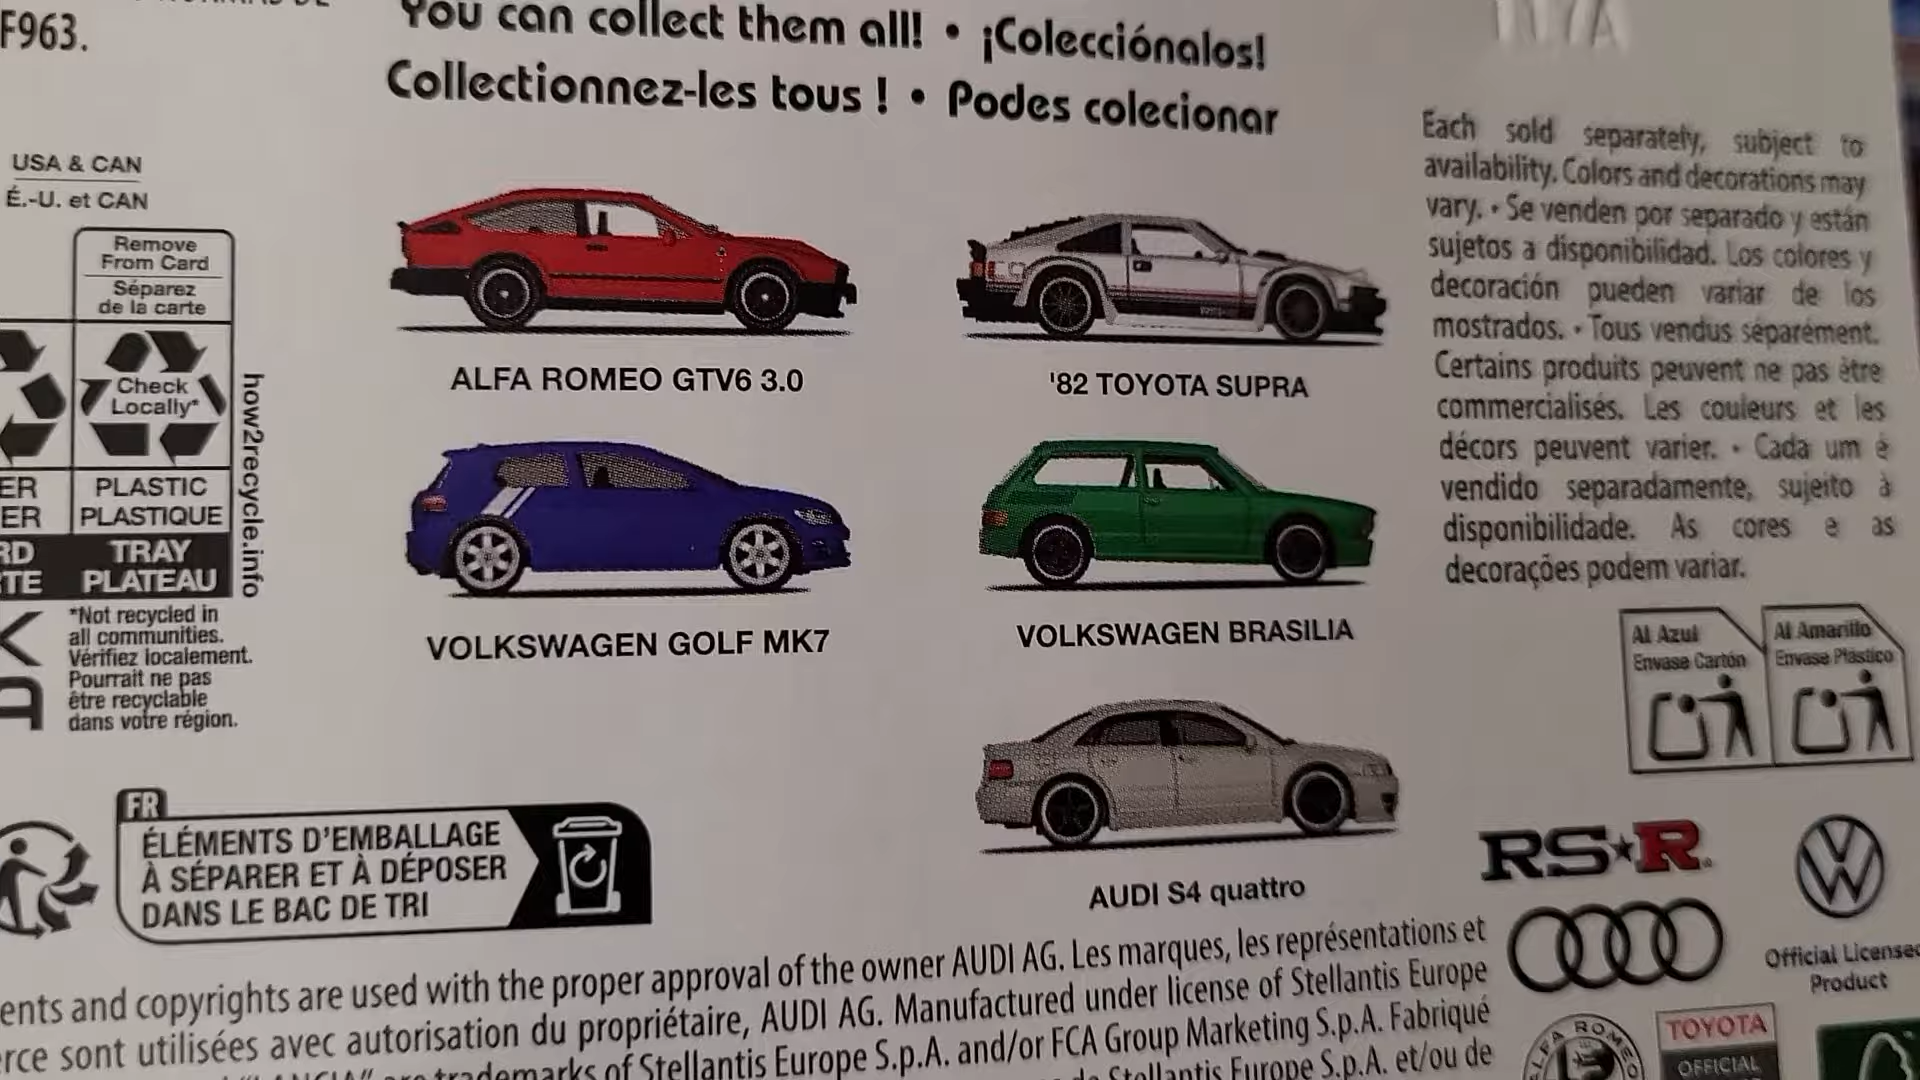 F963.
You can collect them all! • ¡Colecciónalos!
Collectionnez-les tous ! • Podes colecionar
USA & CAN
É.-U. et CAN
Remove
From Card
Séparez
de la carte
Check
Locally*
PLASTIC
PLASTIQUE
TRAY
PLATEAU
how2recycle.info
*Not recycled in
all communities.
Vérifiez localement.
Pourrait ne pas
être recyclable
dans votre région.
ALFA ROMEO GTV6 3.0
'82 TOYOTA SUPRA
VOLKSWAGEN GOLF MK7
VOLKSWAGEN BRASILIA
AUDI S4 quattro
Each sold separately, subject to
availability. Colors and decorations may
vary. • Se venden por separado y están
sujetos a disponibilidad. Los colores y
decoración pueden variar de los
mostrados. • Tous vendus séparément.
Certains produits peuvent ne pas être
commercialisés. Les couleurs et les
décors peuvent varier. • Cada um é
vendido separadamente, sujeito à
disponibilidade. As cores e as
decorações podem variar.
Al Azul
Envase Cartón
Al Amarillo
Envase Plástico
FR
ÉLÉMENTS D'EMBALLAGE
À SÉPARER ET À DÉPOSER
DANS LE BAC DE TRI
RS★R
Official Licensed
Product
ents and copyrights are used with the proper approval of the owner AUDI AG. Les marques, les représentations et
rce sont utilisées avec autorisation du propriétaire, AUDI AG. Manufactured under license of Stellantis Europe
trademarks of Stellantis Europe S.p.A. and/or FCA Group Marketing S.p.A. Fabriqué
de Stellantis Europe S.p.A. et/ou de
ALFA ROMEO
TOYOTA
OFFICIAL